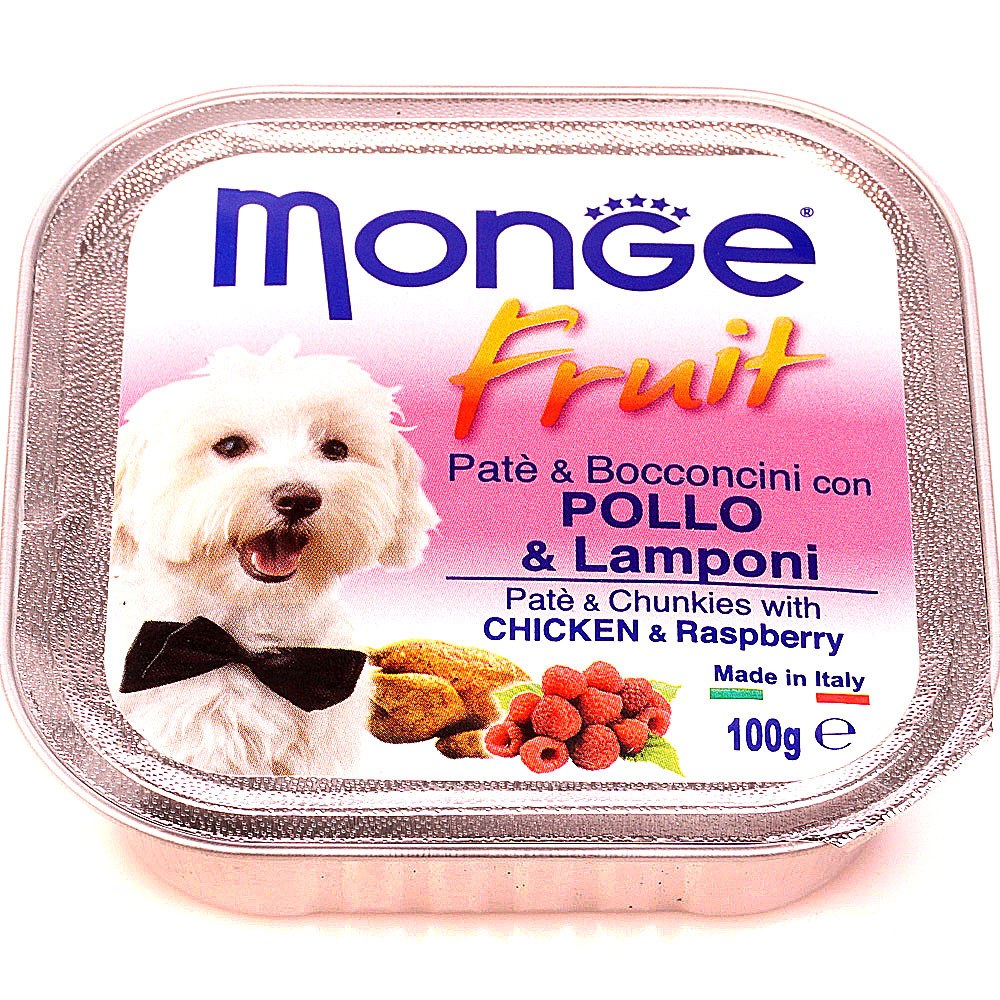 monGe®
Fruit
Patè & Bocconcini con
POLLO
& Lamponi
Patè & Chunkies with
CHICKEN & Raspberry
Made in Italy
100g ℮